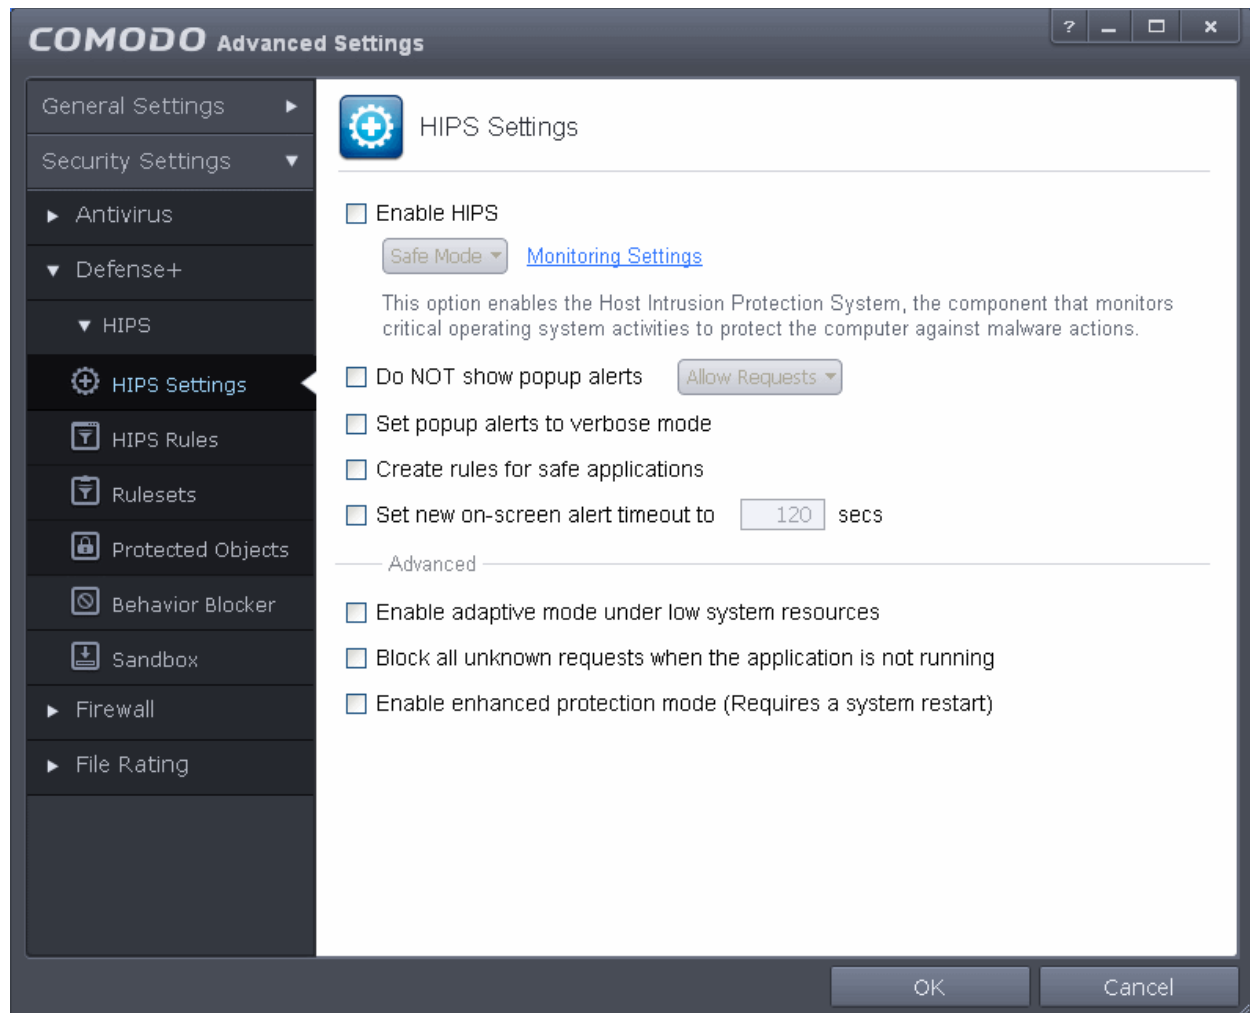 COMODO Advanced Settings
?
General Settings
Security Settings
Antivirus
Defense+
HIPS
HIPS Settings
HIPS Rules
Rulesets
Protected Objects
Behavior Blocker
Sandbox
Firewall
File Rating
HIPS Settings
Enable HIPS
Safe Mode Monitoring Settings
This option enables the Host Intrusion Protection System, the component that monitors
critical operating system activities to protect the computer against malware actions.
Do NOT show popup alerts Allow Requests
Set popup alerts to verbose mode
Create rules for safe applications
Set new on-screen alert timeout to 120 secs
Advanced
Enable adaptive mode under low system resources
Block all unknown requests when the application is not running
Enable enhanced protection mode (Requires a system restart)
OK Cancel